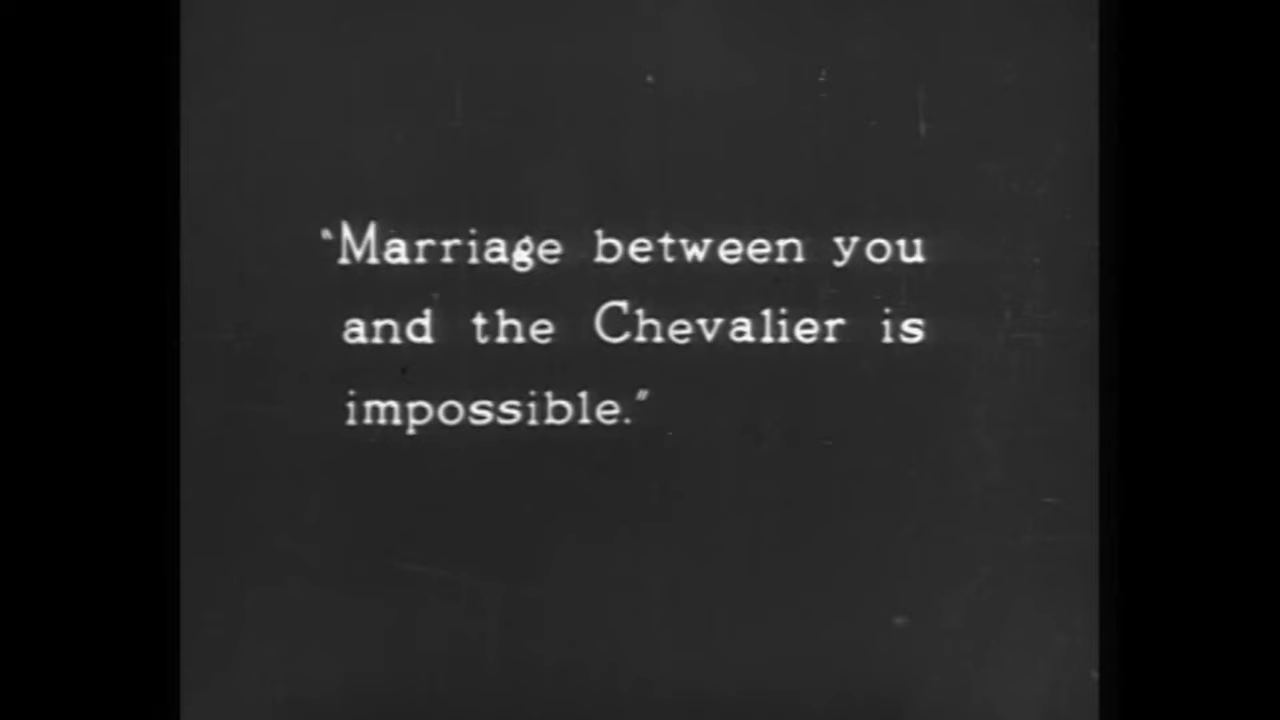 "Marriage between you
and the Chevalier is
impossible."